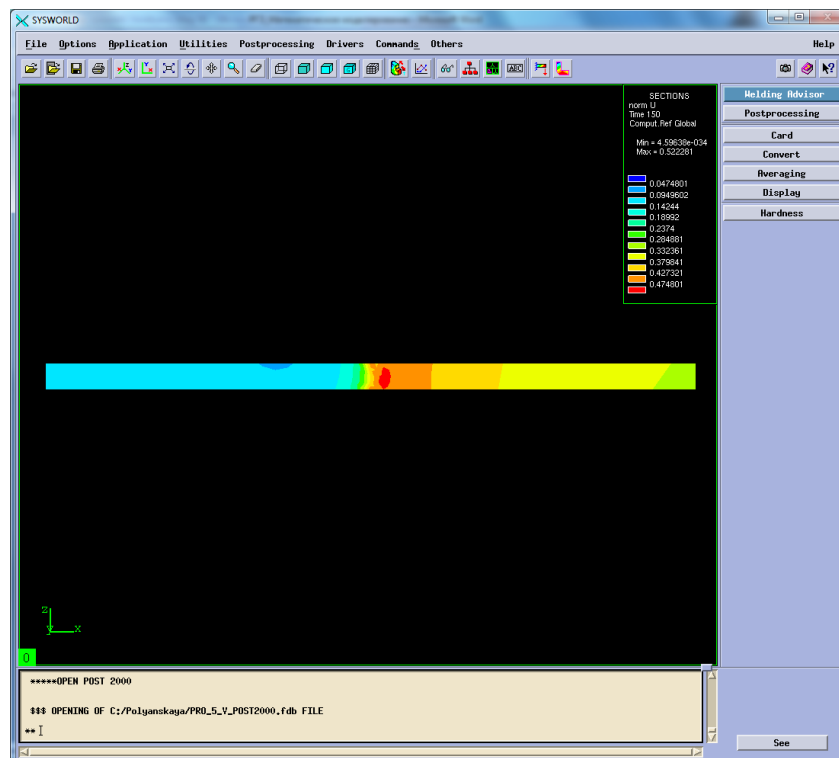 SYSWORLD
File Options Application Utilities Postprocessing Drivers Commands Others Help
ABC
SECTIONS
norm U
Time 150
Comput.Ref Global
Min = 4.59638e-034
Max = 0.522281
0.0474801
0.0949602
0.14244
0.18992
0.2374
0.284881
0.332361
0.379841
0.427321
0.474801
Welding Advisor
Postprocessing
Card
Convert
Averaging
Display
Hardness
Z
Y X
0
*****OPEN POST 2000
$$$ OPENING OF C:/Polyanskaya/PRO_5_V_POST2000.fdb FILE
**
See